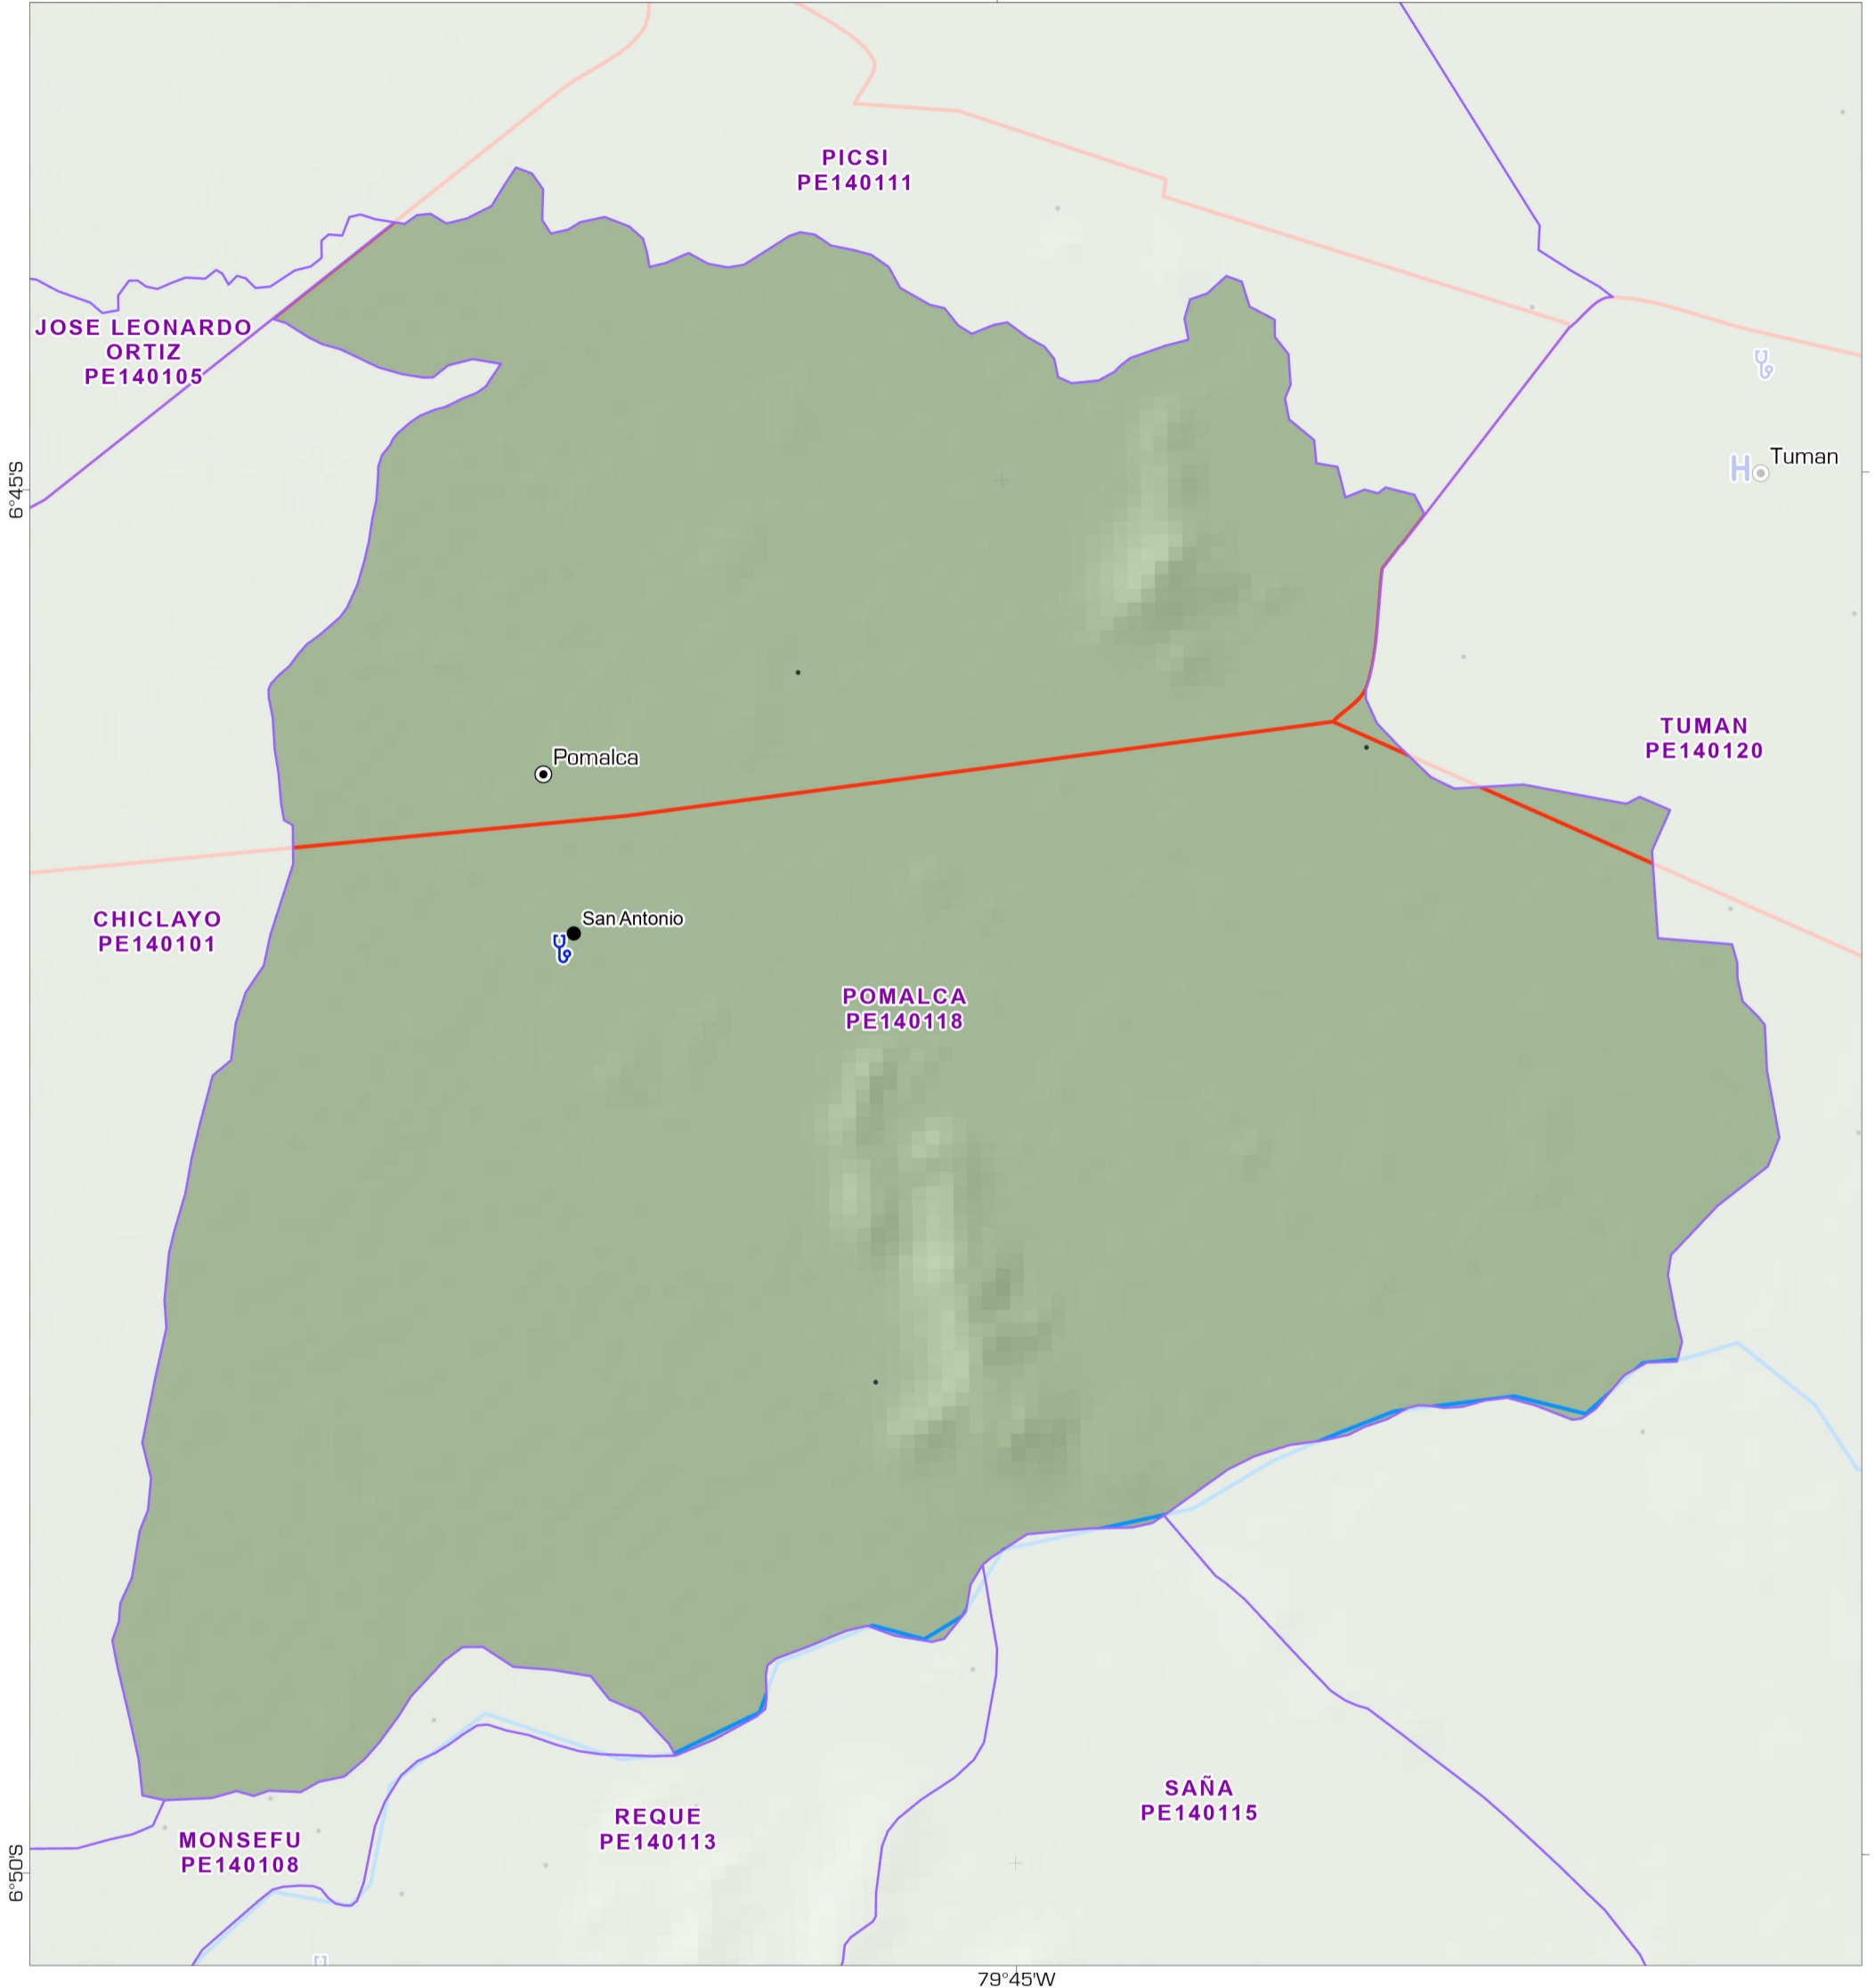 PICSI
PE140111
JOSE LEONARDO
ORTIZ
PE140105
6°45'S
H
Tuman
TUMAN
PE140120
Pomalca
CHICLAYO
PE140101
San Antonio
POMALCA
PE140118
SAÑA
PE140115
REQUE
PE140113
MONSEFU
PE140108
6°50'S
79°45'W